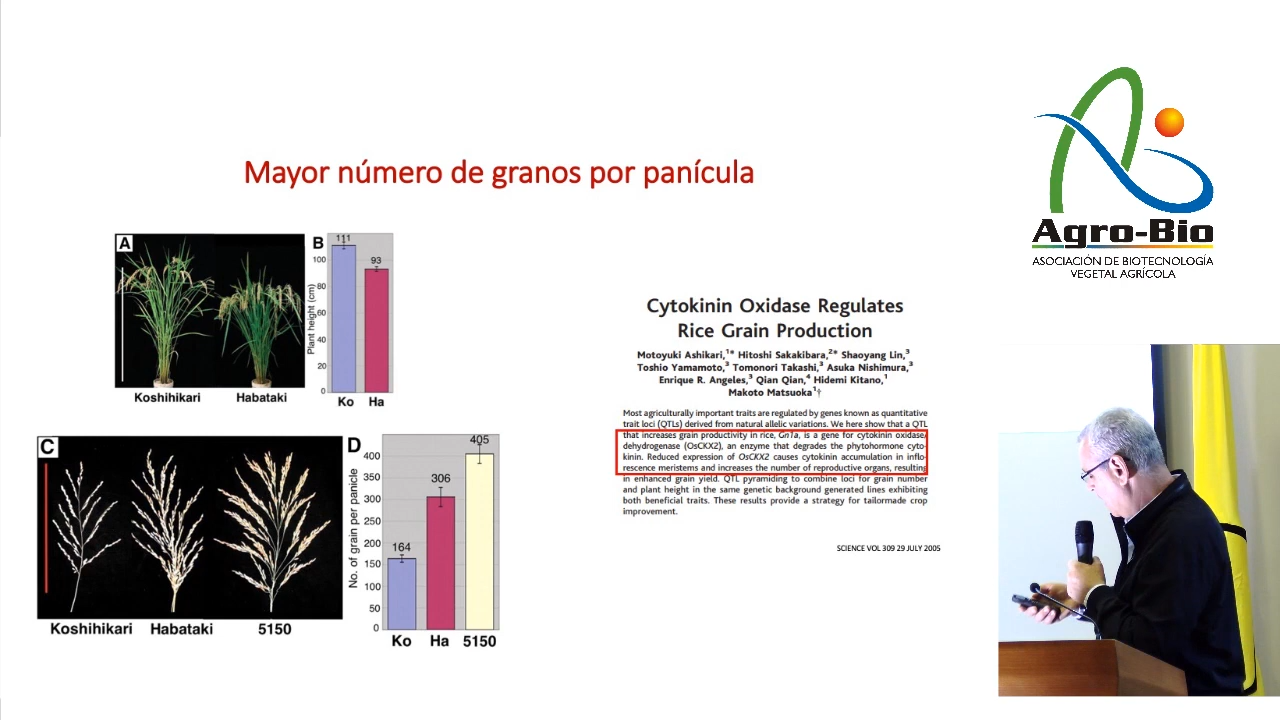 Mayor número de granos por panícula
A
B
111
93
100
80
60
40
20
0
Plant height (cm)
Koshihikari
Habataki
Ko
Ha
C
D
405
306
164
400
350
300
250
200
150
100
50
0
No. of grain per panicle
Koshihikari
Habataki
5150
Ko
Ha
5150
Cytokinin Oxidase Regulates
Rice Grain Production
Motoyuki Ashikari,1* Hitoshi Sakakibara,2* Shaoyang Lin,3
Toshio Yamamoto,3 Tomonori Takashi,3 Asuka Nishimura,3
Enrique R. Angeles,3 Qian Qian,4 Hidemi Kitano,1
Makoto Matsuoka1†
Most agriculturally important traits are regulated by genes known as quantitative
trait loci (QTLs) derived from natural allelic variations. We here show that a QTL
that increases grain productivity in rice, Gn1a, is a gene for cytokinin oxidase/
dehydrogenase (OsCKX2), an enzyme that degrades the phytohormone cyto-
kinin. Reduced expression of OsCKX2 causes cytokinin accumulation in inflo-
rescence meristems and increases the number of reproductive organs, resulting
in enhanced grain yield. QTL pyramiding to combine loci for grain number
and plant height in the same genetic background generated lines exhibiting
both beneficial traits. These results provide a strategy for tailormade crop
improvement.
SCIENCE VOL 309 29 JULY 2005
Agro-Bio
ASOCIACIÓN DE BIOTECNOLOGÍA
VEGETAL AGRÍCOLA